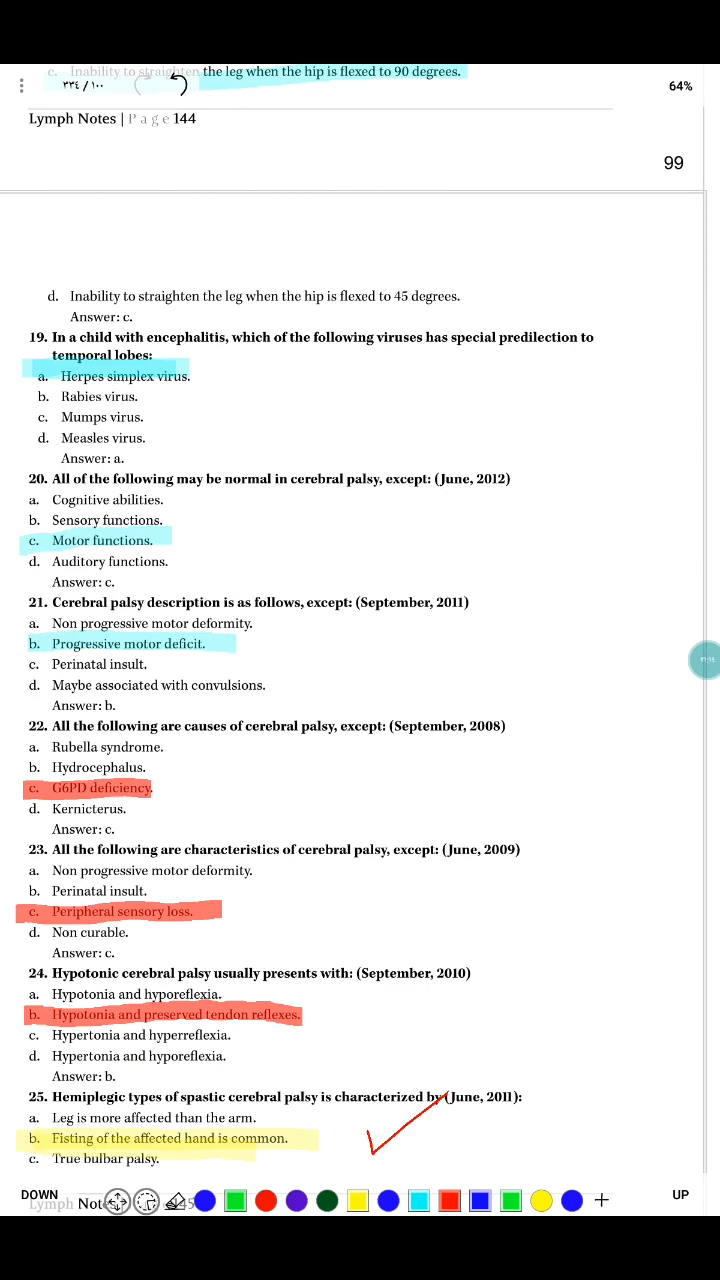 c. Inability to straighten the leg when the hip is flexed to 90 degrees.
٣٣٤ / ١٠٠
64%
Lymph Notes | P a g e 144
99
d. Inability to straighten the leg when the hip is flexed to 45 degrees.
Answer: c.
19. In a child with encephalitis, which of the following viruses has special predilection to
temporal lobes:
a. Herpes simplex virus.
b. Rabies virus.
c. Mumps virus.
d. Measles virus.
Answer: a.
20. All of the following may be normal in cerebral palsy, except: (June, 2012)
a. Cognitive abilities.
b. Sensory functions.
c. Motor functions.
d. Auditory functions.
Answer: c.
21. Cerebral palsy description is as follows, except: (September, 2011)
a. Non progressive motor deformity.
b. Progressive motor deficit.
c. Perinatal insult.
d. Maybe associated with convulsions.
Answer: b.
22. All the following are causes of cerebral palsy, except: (September, 2008)
a. Rubella syndrome.
b. Hydrocephalus.
c. G6PD deficiency.
d. Kernicterus.
Answer: c.
23. All the following are characteristics of cerebral palsy, except: (June, 2009)
a. Non progressive motor deformity.
b. Perinatal insult.
c. Peripheral sensory loss.
d. Non curable.
Answer: c.
24. Hypotonic cerebral palsy usually presents with: (September, 2010)
a. Hypotonia and hyporeflexia.
b. Hypotonia and preserved tendon reflexes.
c. Hypertonia and hyperreflexia.
d. Hypertonia and hyporeflexia.
Answer: b.
25. Hemiplegic types of spastic cerebral palsy is characterized by (June, 2011):
a. Leg is more affected than the arm.
b. Fisting of the affected hand is common.
c. True bulbar palsy.
DOWN
UP
Lymph Notes